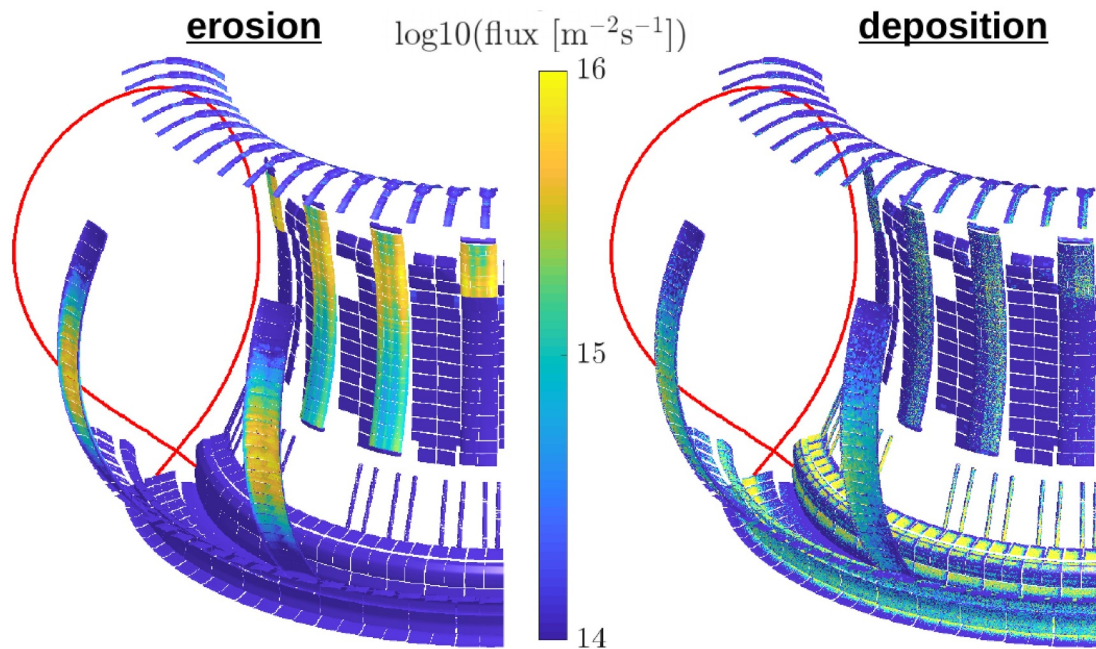 erosion
log10(flux [m⁻²s⁻¹])
deposition
16
15
14